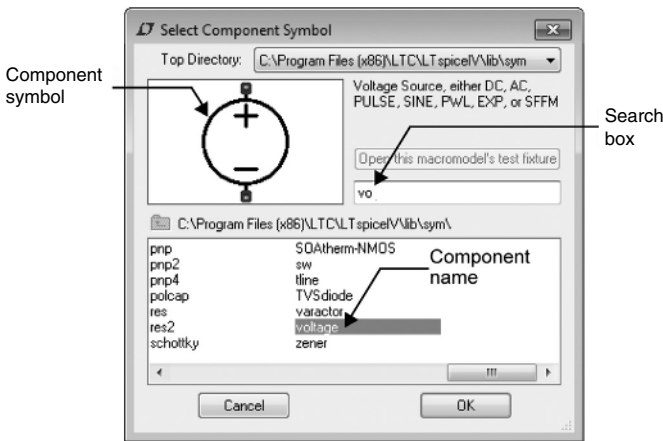 Select Component Symbol
Top Directory: C:\Program Files (x86)\LTC\LTspiceIV\lib\sym
Component
symbol
Voltage Source, either DC, AC,
PULSE, SINE, PWL, EXP, or SFFM
Search
box
Open this macromodel's test fixture
vo
C:\Program Files (x86)\LTC\LTspiceIV\lib\sym\
pnp SOAtherm-NMOS
pnp2 sw
pnp4 tline
polcap TVSdiode
res varactor
res2 voltage
schottky zener
Component
name
Cancel OK